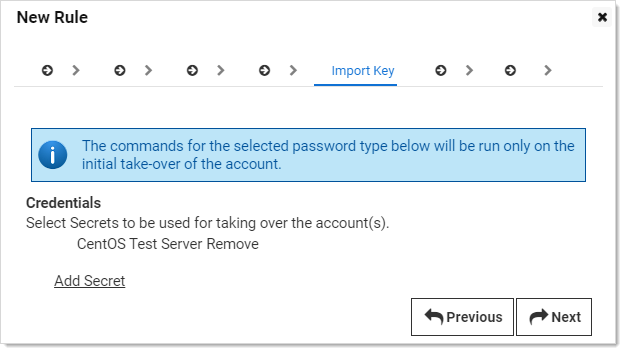 New Rule
Import Key
The commands for the selected password type below will be run only on the
initial take-over of the account.
Credentials
Select Secrets to be used for taking over the account(s).
CentOS Test Server Remove
Add Secret
Previous Next